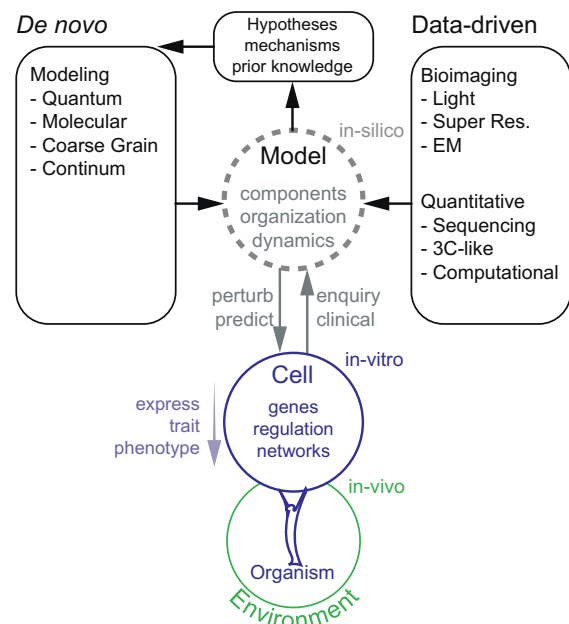 De novo
Modeling
- Quantum
- Molecular
- Coarse Grain
- Continum
Hypotheses
mechanisms
prior knowledge
Data-driven
Bioimaging
- Light
- Super Res.
- EM
Quantitative
- Sequencing
- 3C-like
- Computational
in-silico
Model
components
organization
dynamics
perturb
predict
enquiry
clinical
in-vitro
Cell
genes
regulation
networks
express
trait
phenotype
in-vivo
Organism
Environment